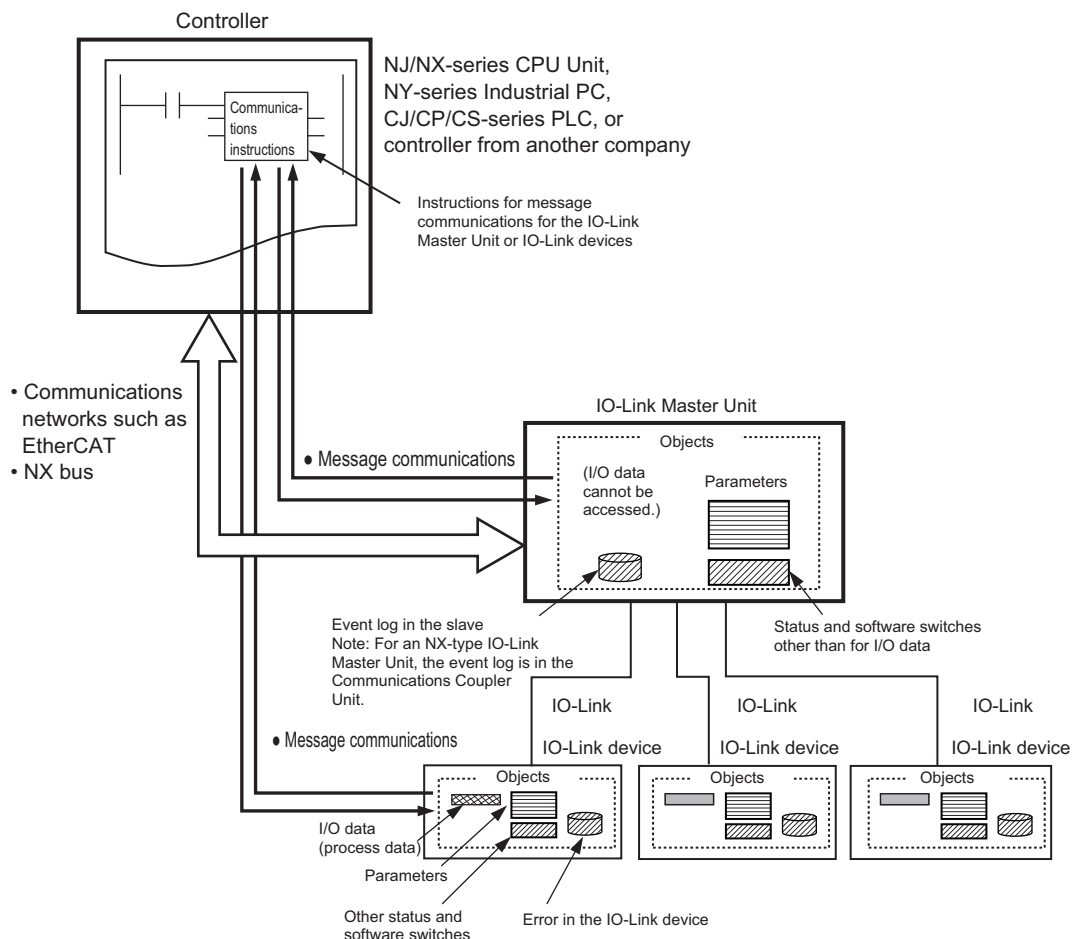 Controller
NJ/NX-series CPU Unit,
NY-series Industrial PC,
CJ/CP/CS-series PLC, or
controller from another company
Communica-
tions
instructions
Instructions for message
communications for the IO-Link
Master Unit or IO-Link devices
• Communications
networks such as
EtherCAT
• NX bus
IO-Link Master Unit
Objects
● Message communications
(I/O data
cannot be
accessed.)
Parameters
Event log in the slave
Note: For an NX-type IO-Link
Master Unit, the event log is in the
Communications Coupler
Unit.
Status and software switches
other than for I/O data
IO-Link
IO-Link
IO-Link
● Message communications
IO-Link device
IO-Link device
IO-Link device
Objects
Objects
Objects
I/O data
(process data)
Parameters
Other status and
software switches
Error in the IO-Link device